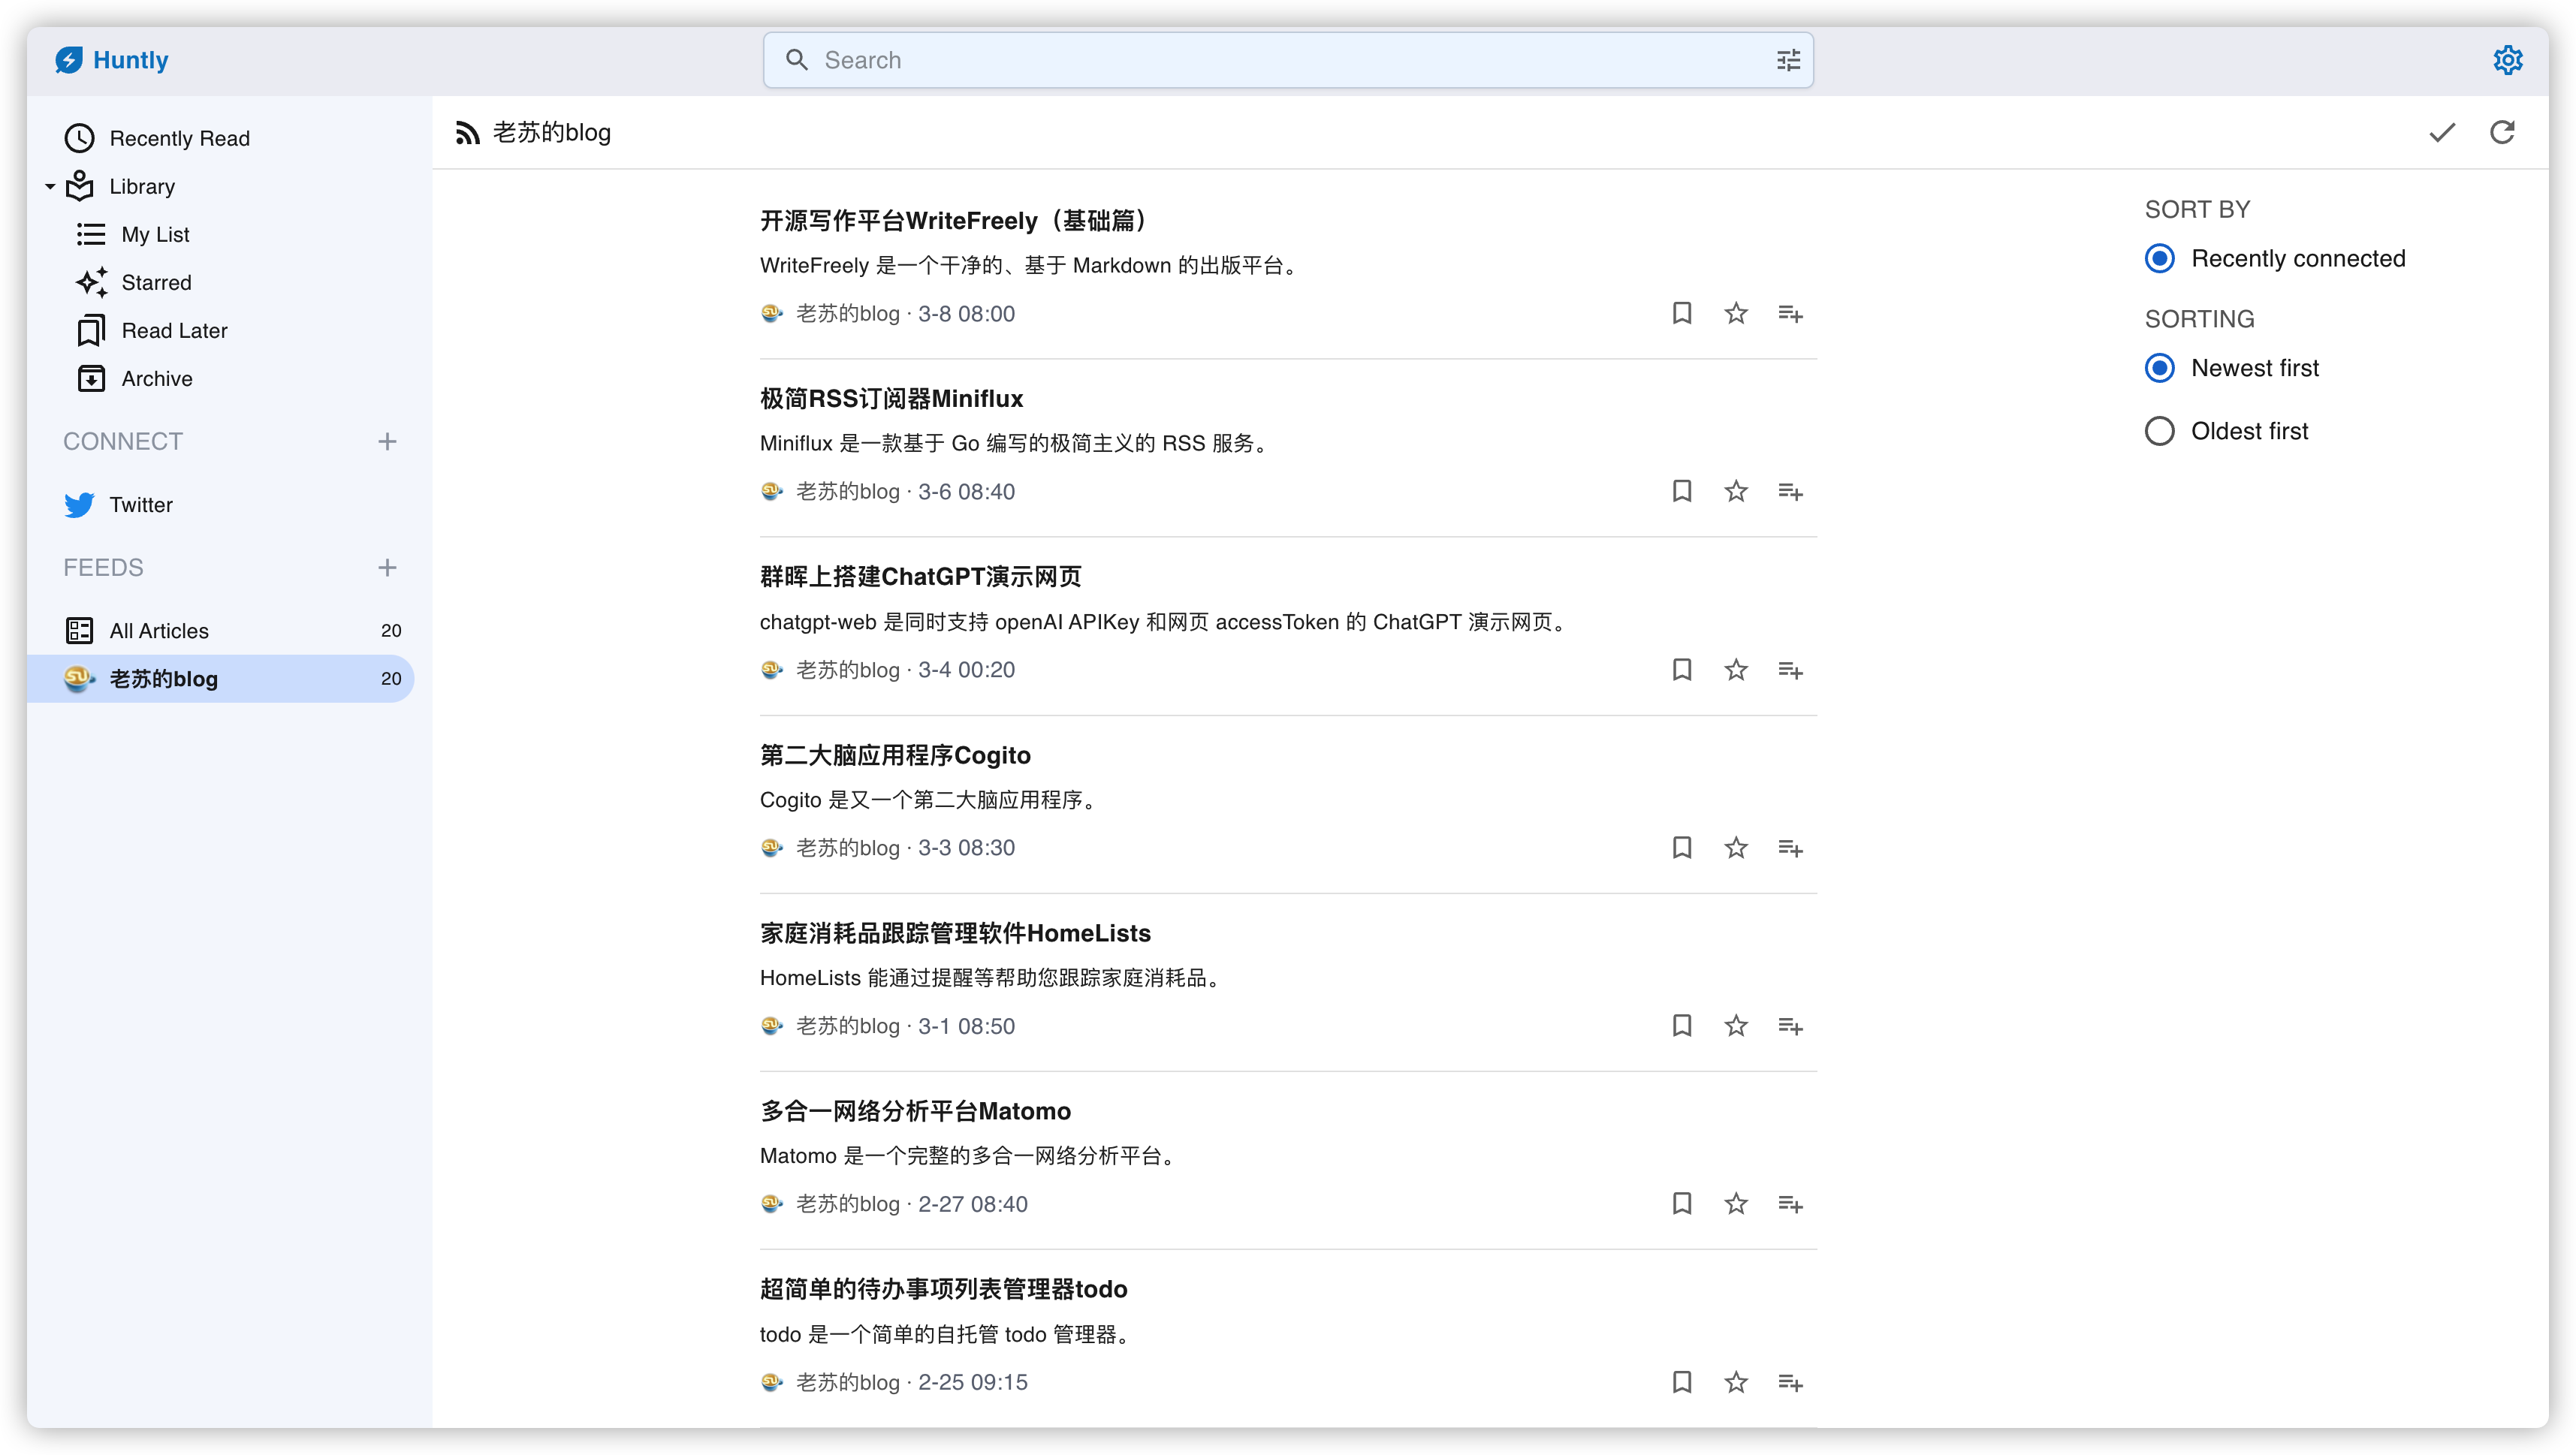 Huntly
Search
Recently Read
Library
My List
Starred
Read Later
Archive
CONNECT
Twitter
FEEDS
All Articles 20
老苏的blog 20
老苏的blog
开源写作平台WriteFreely（基础篇）
WriteFreely 是一个干净的、基于 Markdown 的出版平台。
老苏的blog · 3-8 08:00
极简RSS订阅器Miniflux
Miniflux 是一款基于 Go 编写的极简主义的 RSS 服务。
老苏的blog · 3-6 08:40
群晖上搭建ChatGPT演示网页
chatgpt-web 是同时支持 openAI APIKey 和网页 accessToken 的 ChatGPT 演示网页。
老苏的blog · 3-4 00:20
第二大脑应用程序Cogito
Cogito 是又一个第二大脑应用程序。
老苏的blog · 3-3 08:30
家庭消耗品跟踪管理软件HomeLists
HomeLists 能通过提醒等帮助您跟踪家庭消耗品。
老苏的blog · 3-1 08:50
多合一网络分析平台Matomo
Matomo 是一个完整的多合一网络分析平台。
老苏的blog · 2-27 08:40
超简单的待办事项列表管理器todo
todo 是一个简单的自托管 todo 管理器。
老苏的blog · 2-25 09:15
SORT BY
Recently connected
SORTING
Newest first
Oldest first